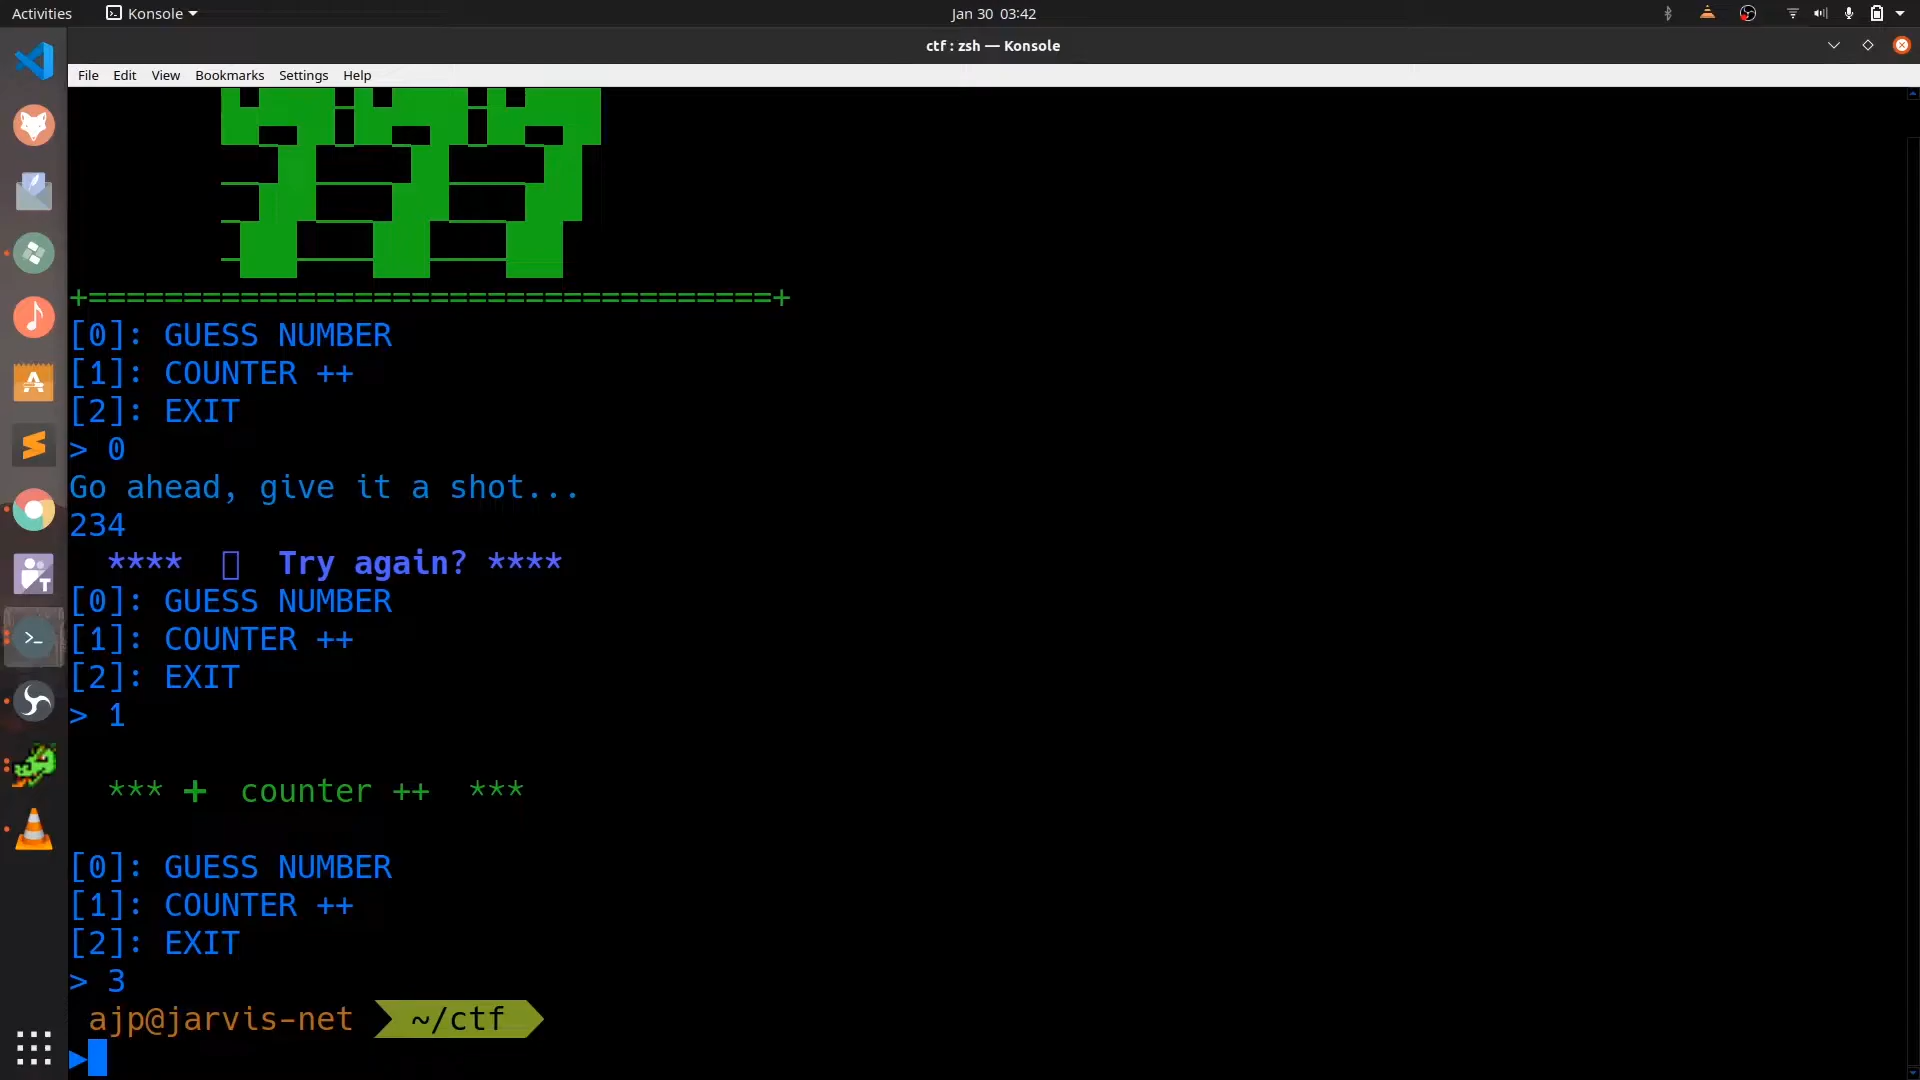 Activities Konsole Jan 30 03:42
ctf : zsh — Konsole
File Edit View Bookmarks Settings Help
777
+====================================+
[0]: GUESS NUMBER
[1]: COUNTER ++
[2]: EXIT
> 0
Go ahead, give it a shot...
234
**** Try again? ****
[0]: GUESS NUMBER
[1]: COUNTER ++
[2]: EXIT
> 1
*** ➕ counter ++ ***
[0]: GUESS NUMBER
[1]: COUNTER ++
[2]: EXIT
> 3
ajp@jarvis-net ~/ctf